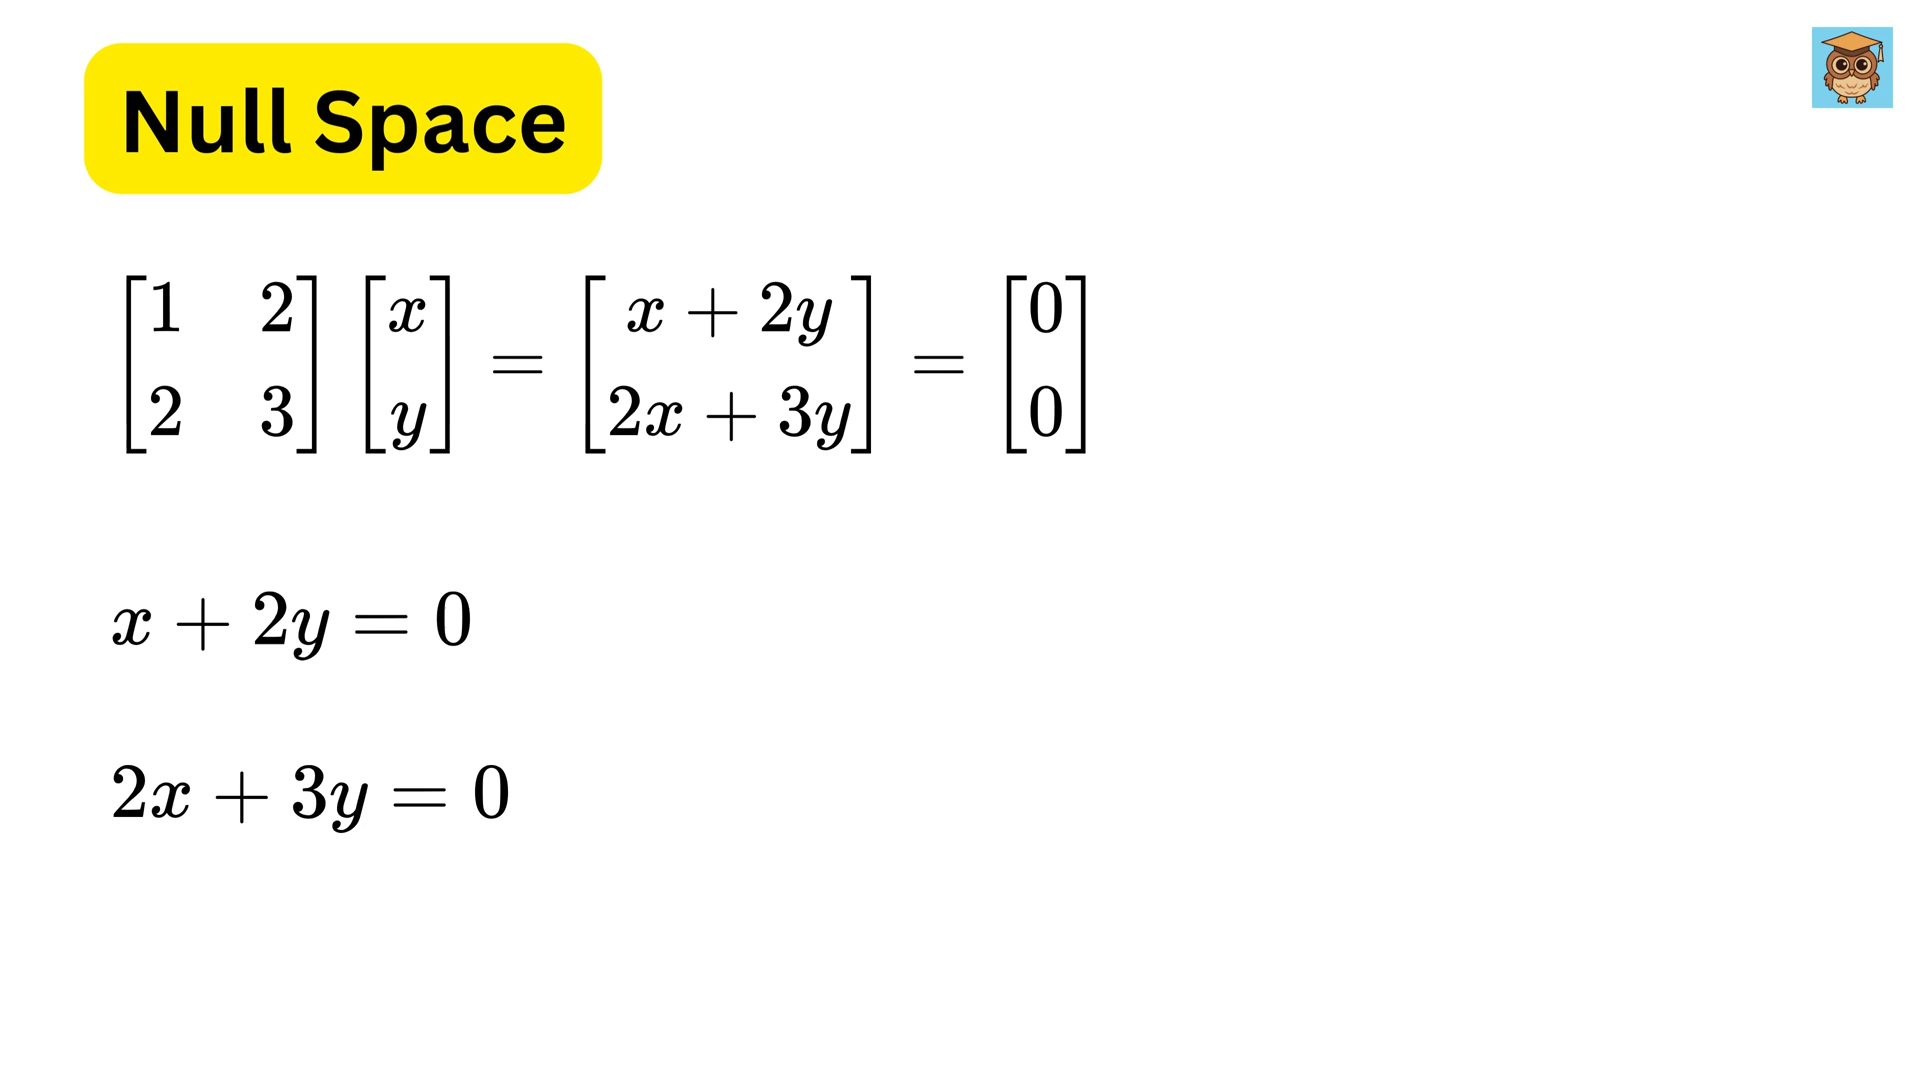 Null Space
[1 2; 2 3] [x; y] = [x + 2y; 2x + 3y] = [0; 0]
x + 2y = 0
2x + 3y = 0